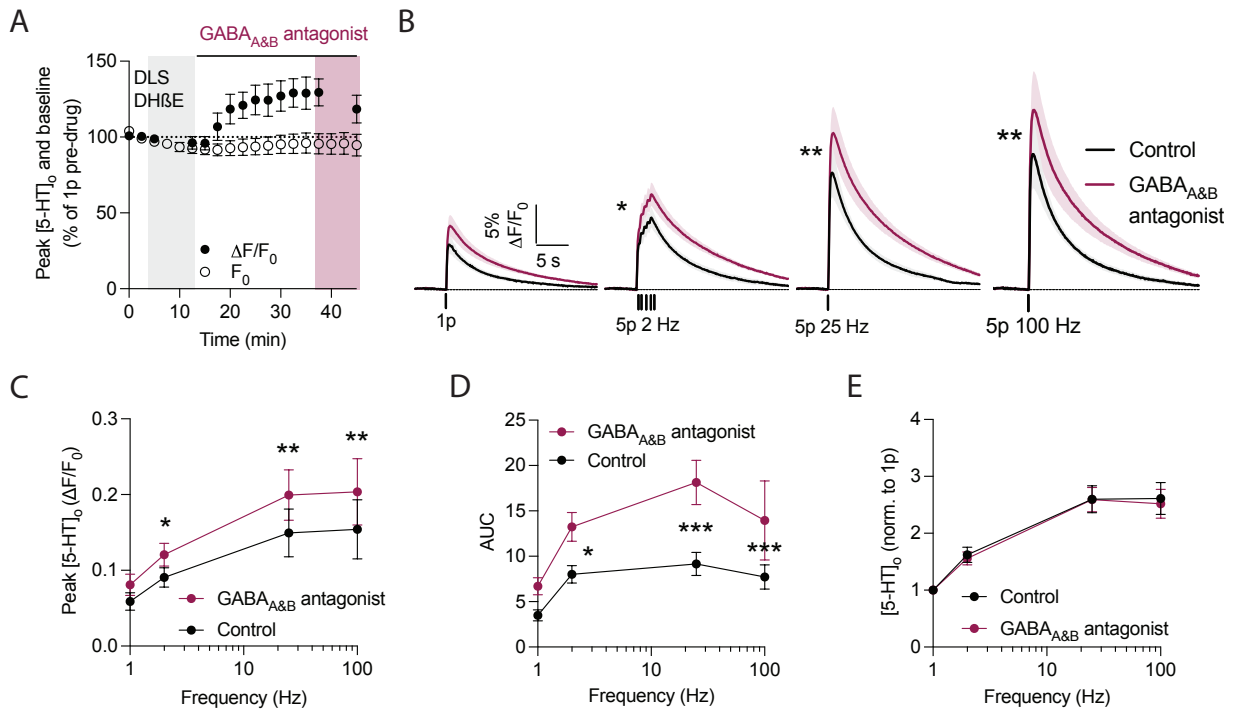 A
GABAA&B antagonist
Peak [5-HT]o and baseline
(% of 1p pre-drug)
150
100
50
0
DLS
DHßE
ΔF/F0
F0
0 10 20 30 40
Time (min)
B
*
**
**
Control
GABAA&B
antagonist
5%
ΔF/F0
5 s
1p
5p 2 Hz
5p 25 Hz
5p 100 Hz
C
Peak [5-HT]o (ΔF/F0)
0.3
0.2
0.1
0.0
*
**
**
GABAA&B antagonist
Control
1 10 100
Frequency (Hz)
D
AUC
25
20
15
10
5
0
GABAA&B antagonist
Control
*
***
***
1 10 100
Frequency (Hz)
E
[5-HT]o (norm. to 1p)
4
3
2
1
0
Control
GABAA&B antagonist
1 10 100
Frequency (Hz)